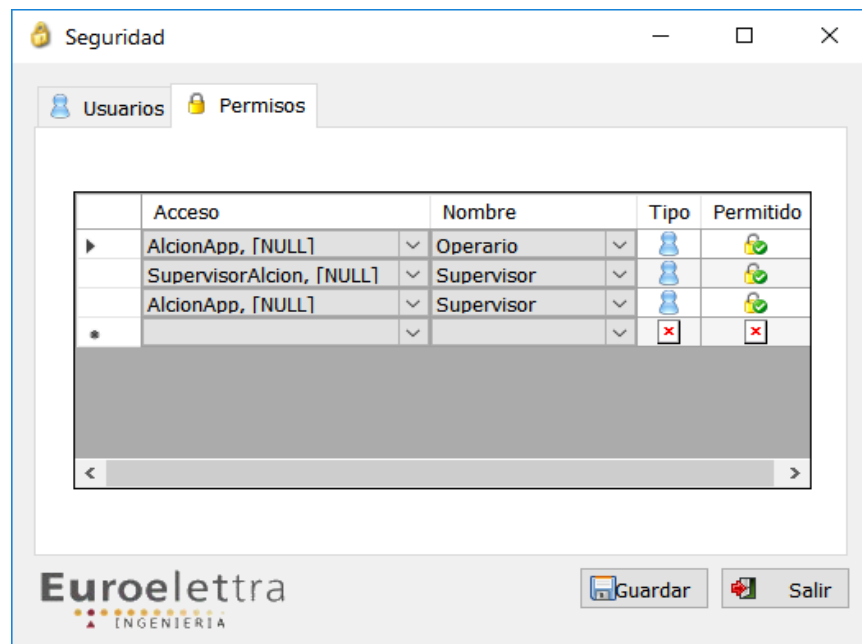 Seguridad
Usuarios Permisos
Acceso Nombre Tipo Permitido
AlcionApp, [NULL] Operario
SupervisorAlcion, [NULL] Supervisor
AlcionApp, [NULL] Supervisor
Euroelettra
INGENIERIA
Guardar Salir